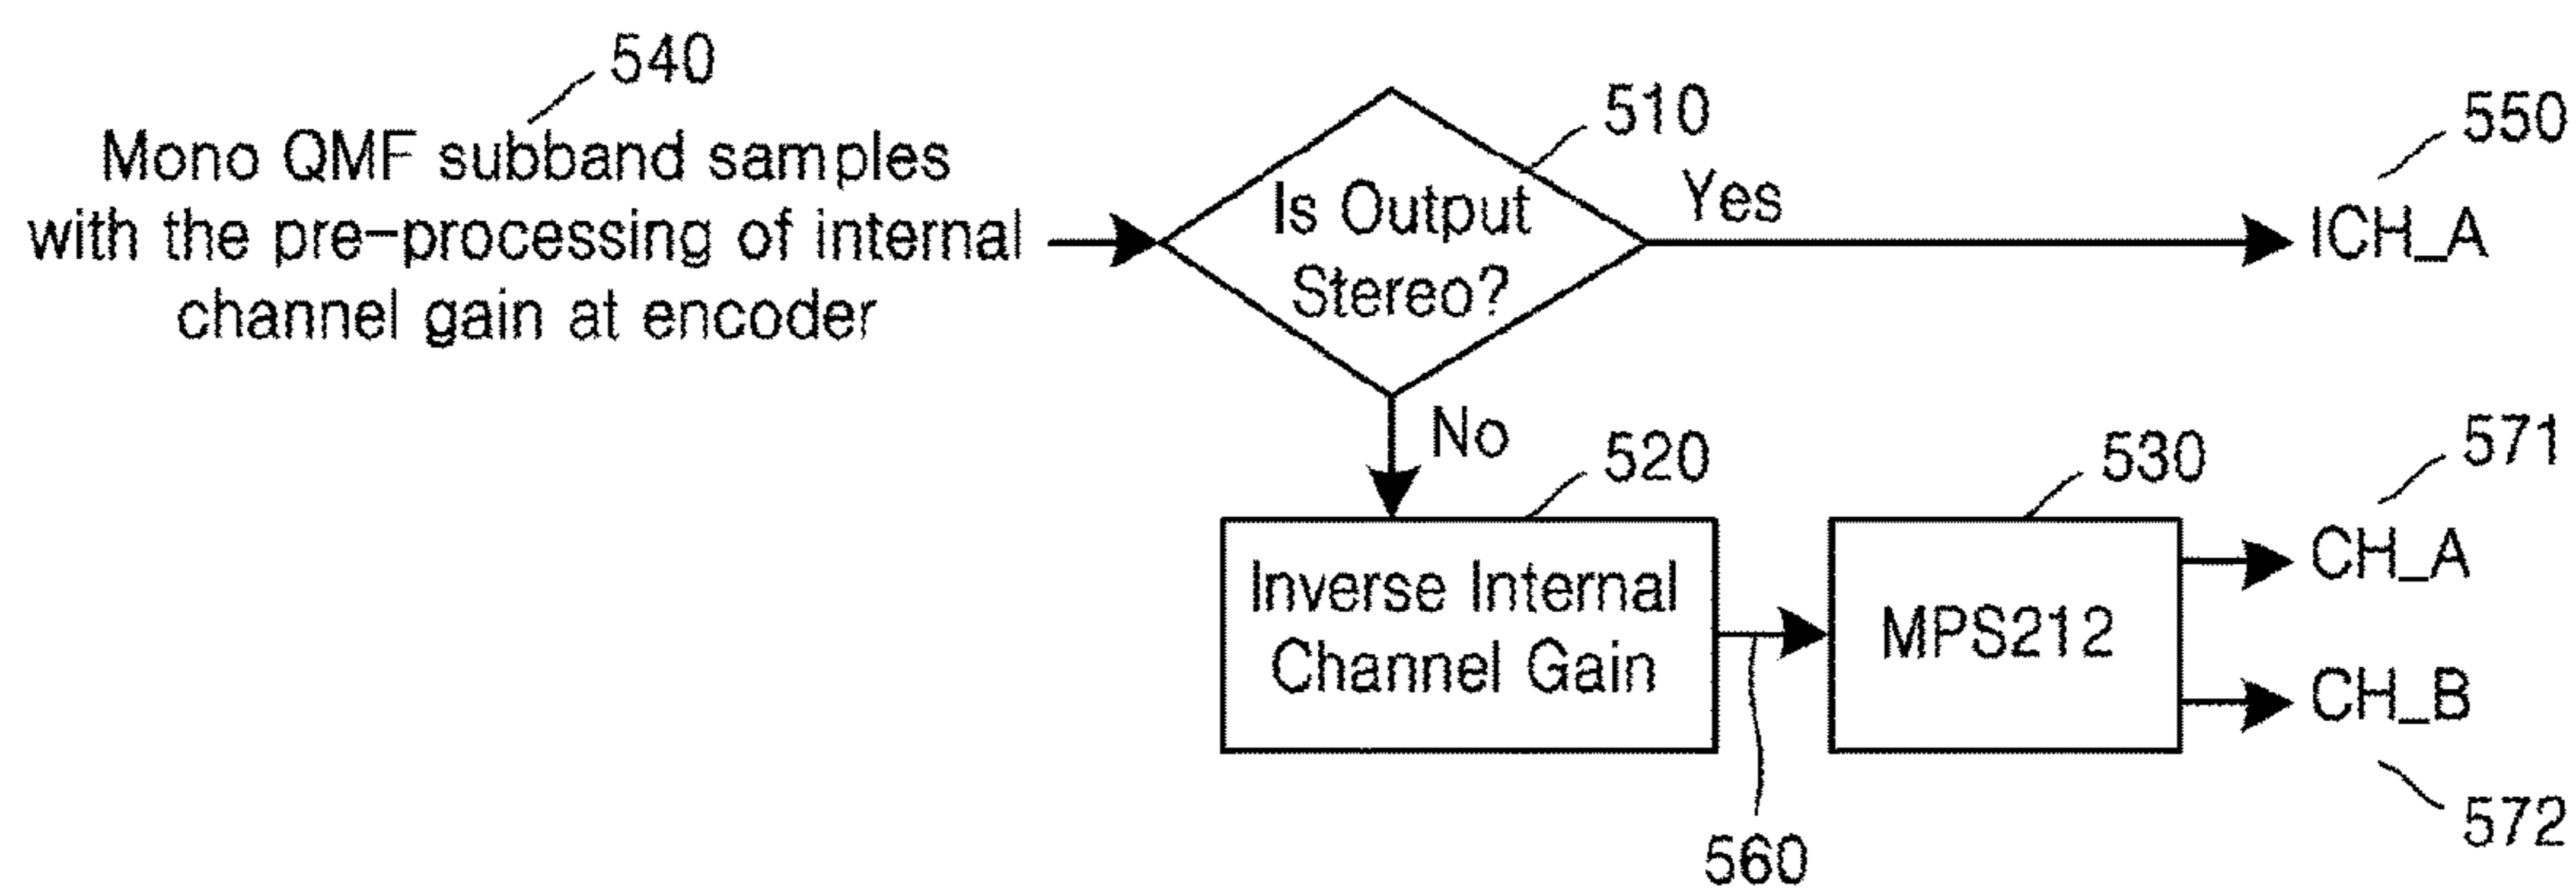 540
Mono QMF subband samples
with the pre-processing of internal
channel gain at encoder
510
Is Output
Stereo?
Yes
550
ICH_A
No
520
Inverse Internal
Channel Gain
560
530
MPS212
571
CH_A
CH_B
572